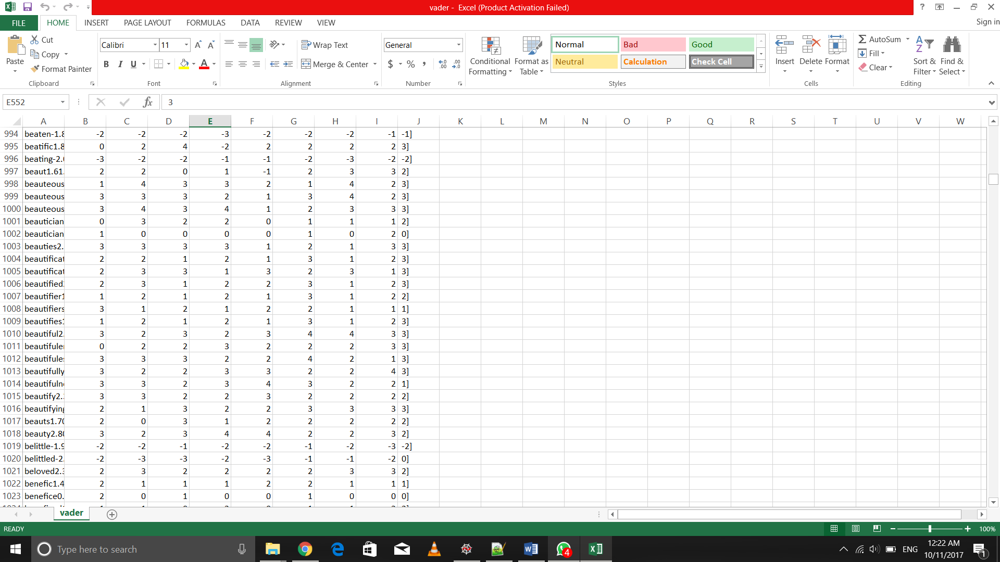 vader -  Excel (Product Activation Failed)
FILE HOME INSERT PAGE LAYOUT FORMULAS DATA REVIEW VIEW Sign in
Paste Cut Copy Format Painter Clipboard
Calibri 11 B I U Font
Wrap Text Merge & Center Alignment
General $ % Number
Conditional Formatting Format as Table
Normal Bad Good
Neutral Calculation Check Cell
Styles
Insert Delete Format Cells
AutoSum Fill Clear Sort & Filter Find & Select Editing
E552 fx 3
A B C D E F G H I J K L M N O P Q R S T U V W
994 beaten-1.8 -2 -2 -2 -3 -2 -2 -2 -1 -1]
995 beatific1.8 0 2 4 -2 2 2 2 2 3]
996 beating-2.0 -3 -2 -2 -1 -1 -2 -3 -2 -2]
997 beaut1.61. 2 2 0 1 -1 2 3 3 2]
998 beauteous 1 4 3 3 2 1 4 2 3]
999 beauteous 3 3 3 2 1 3 4 2 3]
1000 beauteous 3 4 3 4 1 2 3 3 3]
1001 beautician 0 3 2 2 0 1 1 1 2]
1002 beautician 1 0 0 0 0 1 0 2 0]
1003 beauties2. 3 3 3 3 1 2 1 3 3]
1004 beautificat 2 2 1 2 1 3 1 2 3]
1005 beautificat 2 3 3 1 3 2 3 1 3]
1006 beautified2 2 3 1 2 2 3 1 2 3]
1007 beautifier1 1 2 1 2 1 3 1 2 2]
1008 beautifiers 3 1 2 1 2 2 1 1 1]
1009 beautifies1 1 2 1 2 1 3 1 2 3]
1010 beautiful2. 3 2 3 2 3 4 4 3 3]
1011 beautifuler 0 2 2 3 2 2 2 3 3]
1012 beautifules 3 3 3 2 2 4 2 1 3]
1013 beautifully 3 2 2 3 3 2 2 4 3]
1014 beautifulne 3 3 2 3 4 3 2 2 1]
1015 beautify2.3 3 3 2 2 3 2 2 2 2]
1016 beautifying 2 1 3 2 2 3 3 3 3]
1017 beauts1.70 2 0 3 1 2 2 2 2 2]
1018 beauty2.80 3 2 3 4 4 2 2 3 2]
1019 belittle-1.9 -2 -2 -1 -2 -2 -1 -2 -3 -2]
1020 belittled-2. -2 -3 -3 -2 -3 -1 -1 -2 0]
1021 beloved2.3 2 3 2 2 2 2 3 3 2]
1022 benefic1.4 2 1 1 1 2 2 1 1 1]
1023 benefice0. 2 0 1 0 0 1 0 0 0]
vader
READY 100%
Type here to search 4 ENG 12:22 AM 10/11/2017 1